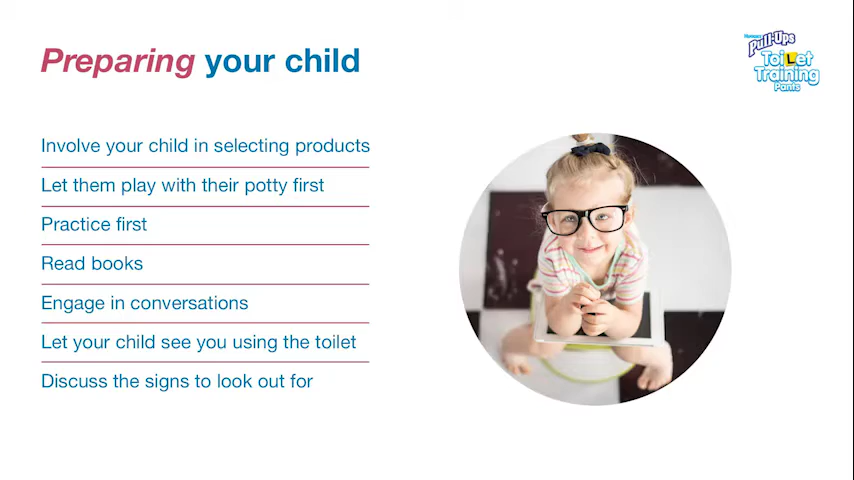 Preparing your child
HUGGIES
Pull-Ups
ToiLet
Training
Pants
Involve your child in selecting products
Let them play with their potty first
Practice first
Read books
Engage in conversations
Let your child see you using the toilet
Discuss the signs to look out for